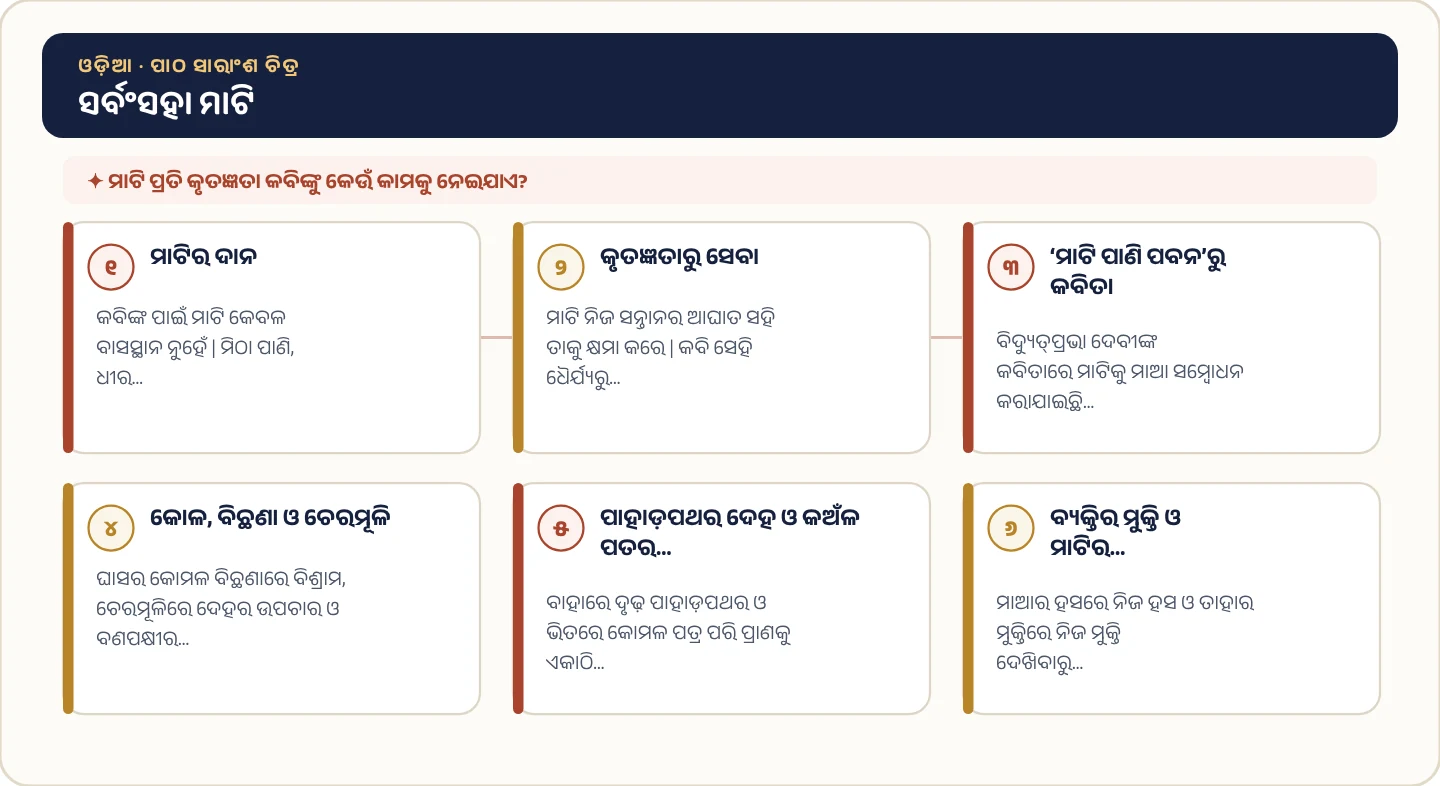 ଓଡ଼ିଆ · ପାଠ ସାରାଂଶ ଚିତ୍ର
ସର୍ବଂସହା ମାଟି
✦ ମାଟି ପ୍ରତି କୃତଜ୍ଞତା କବିଙ୍କୁ କେଉଁ କାମକୁ ନେଇଯାଏ?
୧
ମାଟିର ଦାନ
କବିଙ୍କ ପାଇଁ ମାଟି କେବଳ
ବାସସ୍ଥାନ ନୁହେଁ | ମିଠା ପାଣି,
ଧୀର...
୨
କୃତଜ୍ଞତାରୁ ସେବା
ମାଟି ନିଜ ସନ୍ତାନର ଆଘାତ ସହି
ତାକୁ କ୍ଷମା କରେ | କବି ସେହି
ଧୈର୍ଯ୍ୟରୁ...
୩
‘ମାଟି ପାଣି ପବନ’ରୁ
କବିତା
ବିଦ୍ୟୁତ୍‌ପ୍ରଭା ଦେବୀଙ୍କ
କବିତାରେ ମାଟିକୁ ମାଆ ସମ୍ବୋଧନ
କରାଯାଇଛି...
୪
କୋଳ, ବିଛଣା ଓ ଚେରମୂଳି
ଘାସର କୋମଳ ବିଛଣାରେ ବିଶ୍ରାମ,
ଚେରମୂଳିରେ ଦେହର ଉପଚାର ଓ
ବଣପକ୍ଷୀର...
୫
ପାହାଡ଼ପଥର ଦେହ ଓ କଅଁଳ
ପତର...
ବାହାରେ ଦୃଢ଼ ପାହାଡ଼ପଥର ଓ
ଭିତରେ କୋମଳ ପତ୍ର ପରି ପ୍ରାଣକୁ
ଏକାଠି...
୬
ବ୍ୟକ୍ତିର ମୁକ୍ତି ଓ
ମାଟିର...
ମାଆର ହସରେ ନିଜ ହସ ଓ ତାହାର
ମୁକ୍ତିରେ ନିଜ ମୁକ୍ତି
ଦେଖିବାରୁ...